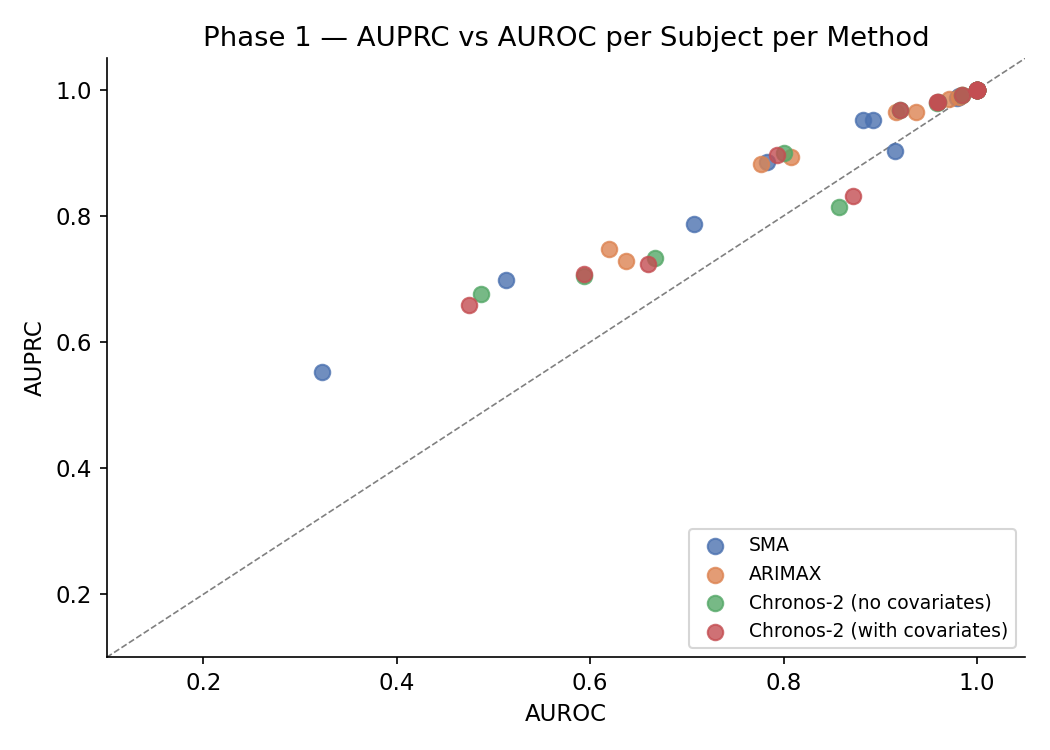 Phase 1 — AUPRC vs AUROC per Subject per Method
1.0
0.8
0.6
0.4
0.2
AUPRC
SMA
ARIMAX
Chronos-2 (no covariates)
Chronos-2 (with covariates)
0.2 0.4 0.6 0.8 1.0
AUROC